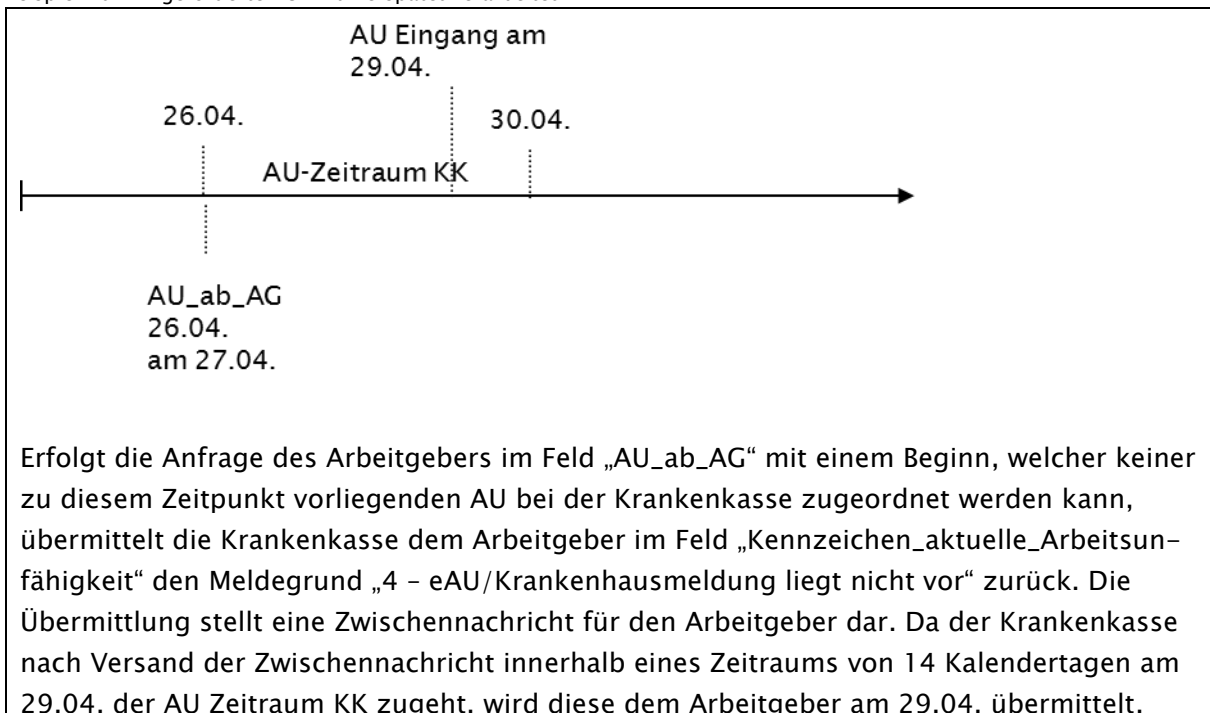 AU Eingang am
29.04.
26.04.
30.04.
AU-Zeitraum KK
AU_ab_AG
26.04.
am 27.04.
Erfolgt die Anfrage des Arbeitgebers im Feld „AU_ab_AG“ mit einem Beginn, welcher keiner
zu diesem Zeitpunkt vorliegenden AU bei der Krankenkasse zugeordnet werden kann,
übermittelt die Krankenkasse dem Arbeitgeber im Feld „Kennzeichen_aktuelle_Arbeitsun-
fähigkeit“ den Meldegrund „4 – eAU/Krankenhausmeldung liegt nicht vor“ zurück. Die
Übermittlung stellt eine Zwischennachricht für den Arbeitgeber dar. Da der Krankenkasse
nach Versand der Zwischennachricht innerhalb eines Zeitraums von 14 Kalendertagen am
29.04. der AU Zeitraum KK zugeht, wird diese dem Arbeitgeber am 29.04. übermittelt.